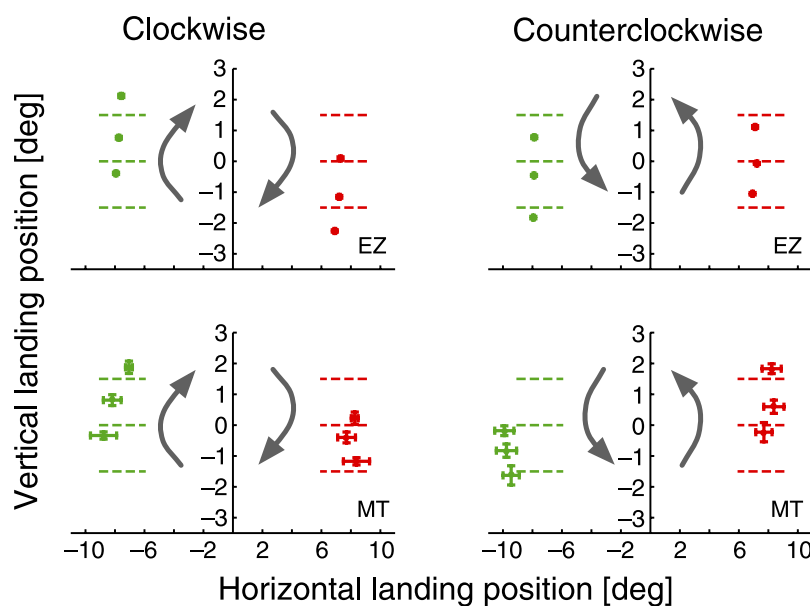 Clockwise Counterclockwise
Vertical landing position [deg]
3 3
2 2
1 1
0 0
−1 −1
−2 −2
−3 −3
EZ EZ
3 3
2 2
1 1
0 0
−1 −1
−2 −2
−3 −3
MT MT
−10 −6 −2 2 6 10 −10 −6 −2 2 6 10
Horizontal landing position [deg]